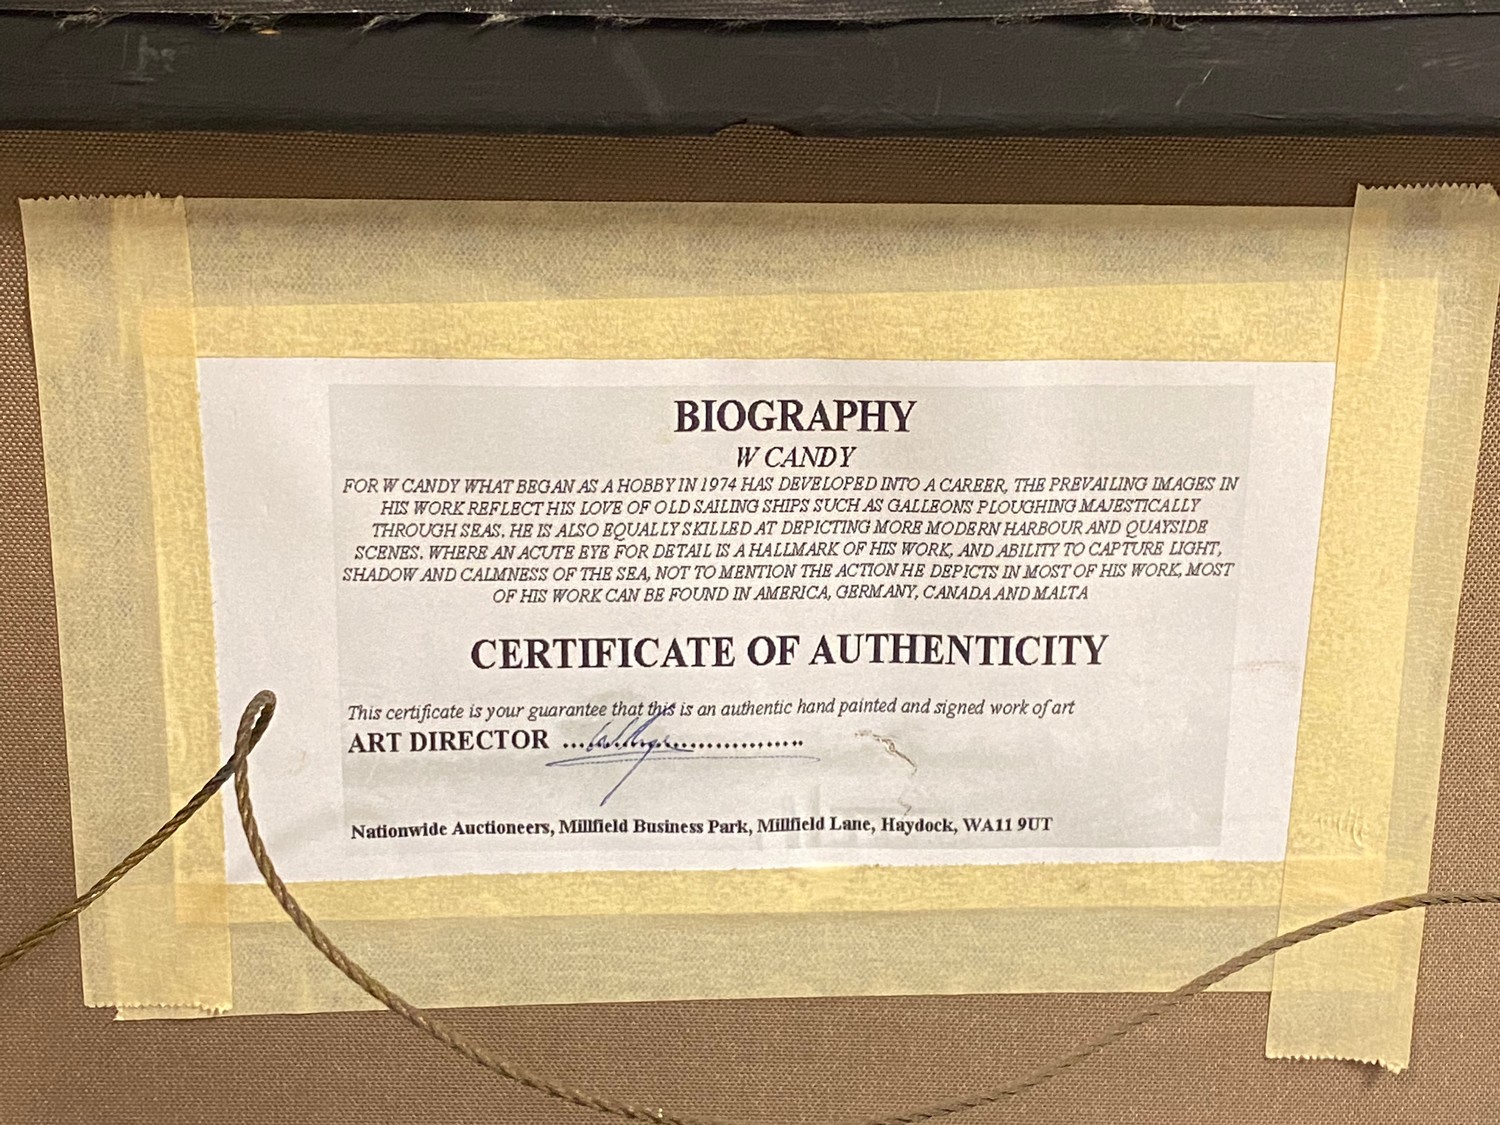 BIOGRAPHY
W CANDY
FOR W CANDY WHAT BEGAN AS A HOBBY IN 1974 HAS DEVELOPED INTO A CAREER, THE PREVAILING IMAGES IN
HIS WORK REFLECT HIS LOVE OF OLD SAILING SHIPS SUCH AS GALLEONS PLOUGHING MAJESTICALLY
THROUGH SEAS. HE IS ALSO EQUALLY SKILLED AT DEPICTING MORE MODERN HARBOUR AND QUAYSIDE
SCENES. WHERE AN ACUTE EYE FOR DETAIL IS A HALLMARK OF HIS WORK, AND ABILITY TO CAPTURE LIGHT,
SHADOW AND CALMNESS OF THE SEA, NOT TO MENTION THE ACTION HE DEPICTS IN MOST OF HIS WORK, MOST
OF HIS WORK CAN BE FOUND IN AMERICA, GERMANY, CANADA AND MALTA
CERTIFICATE OF AUTHENTICITY
This certificate is your guarantee that this is an authentic hand painted and signed work of art
ART DIRECTOR ..............................
Nationwide Auctioneers, Millfield Business Park, Millfield Lane, Haydock, WA11 9UT